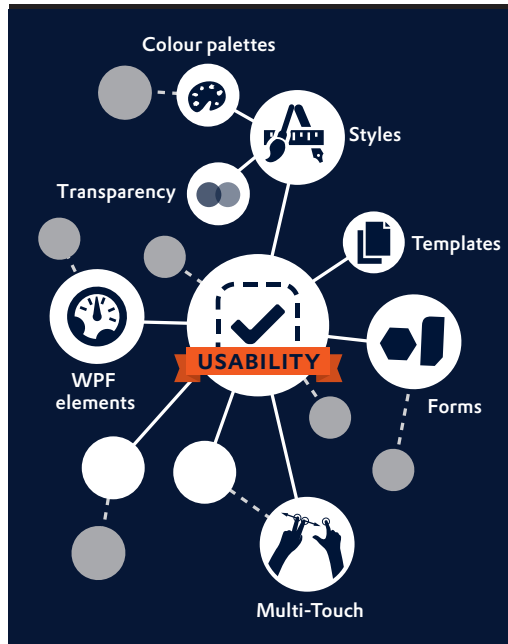 Colour palettes
Styles
Transparency
Templates
USABILITY
WPF
elements
Forms
Multi-Touch